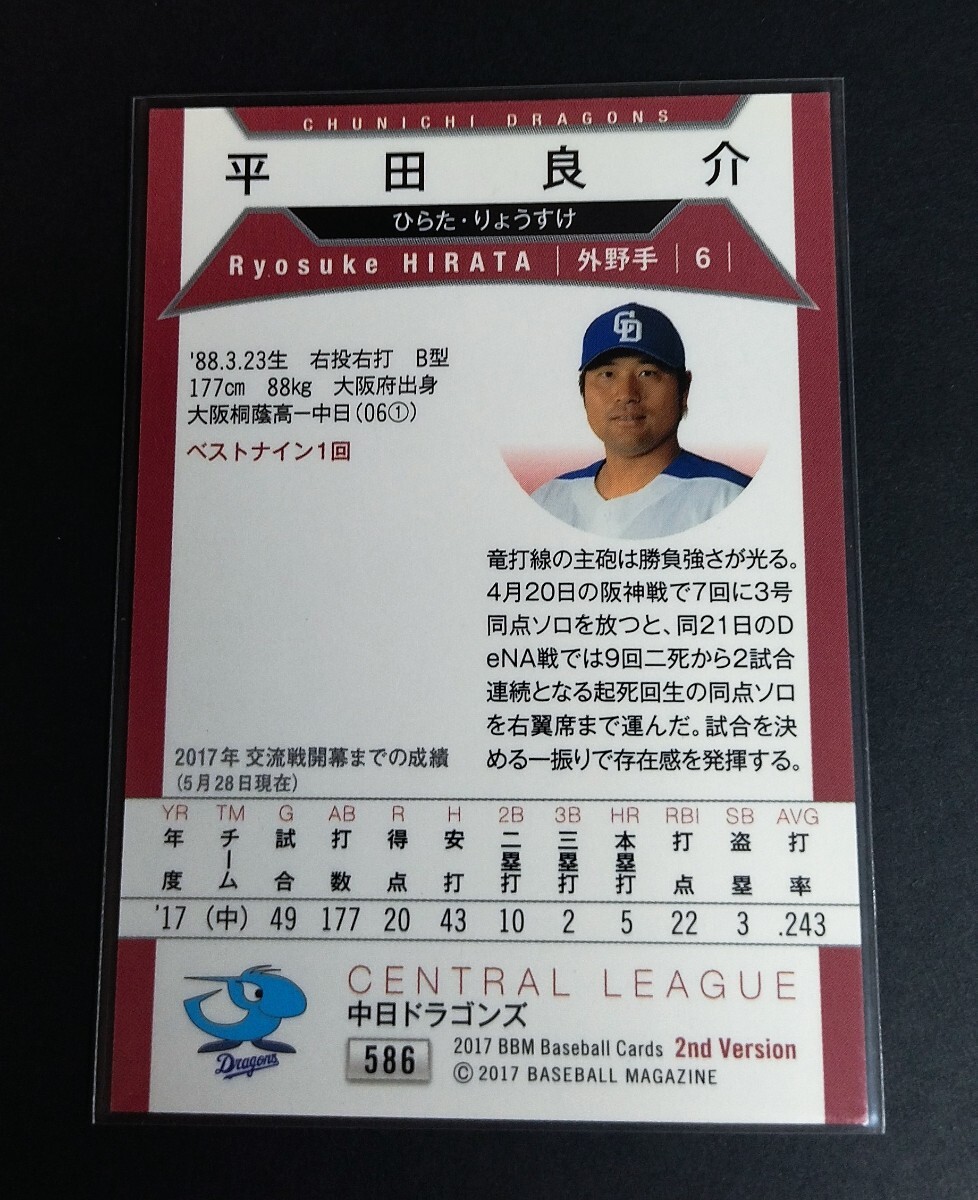 CHUNICHI DRAGONS
平田良介
ひらた・りょうすけ
Ryosuke HIRATA | 外野手 | 6 |
CD
'88.3.23生 右投右打 B型
177cm 88kg 大阪府出身
大阪桐蔭高ー中日(06①)
ベストナイン1回
竜打線の主砲は勝負強さが光る。
4月20日の阪神戦で7回に3号
同点ソロを放つと、同21日のD
eNA戦では9回二死から2試合
連続となる起死回生の同点ソロ
を右翼席まで運んだ。試合を決
める一振りで存在感を発揮する。
2017年 交流戦開幕までの成績
(5月28日現在)
YR TM G AB R H 2B 3B HR RBI SB AVG
年度 チーム 試合 打数 得点 安打 二塁打 三塁打 本塁打 打点 盗塁 打率
'17 (中) 49 177 20 43 10 2 5 22 3 .243
CENTRAL LEAGUE
中日ドラゴンズ
Dragons
586
2017 BBM Baseball Cards 2nd Version
© 2017 BASEBALL MAGAZINE